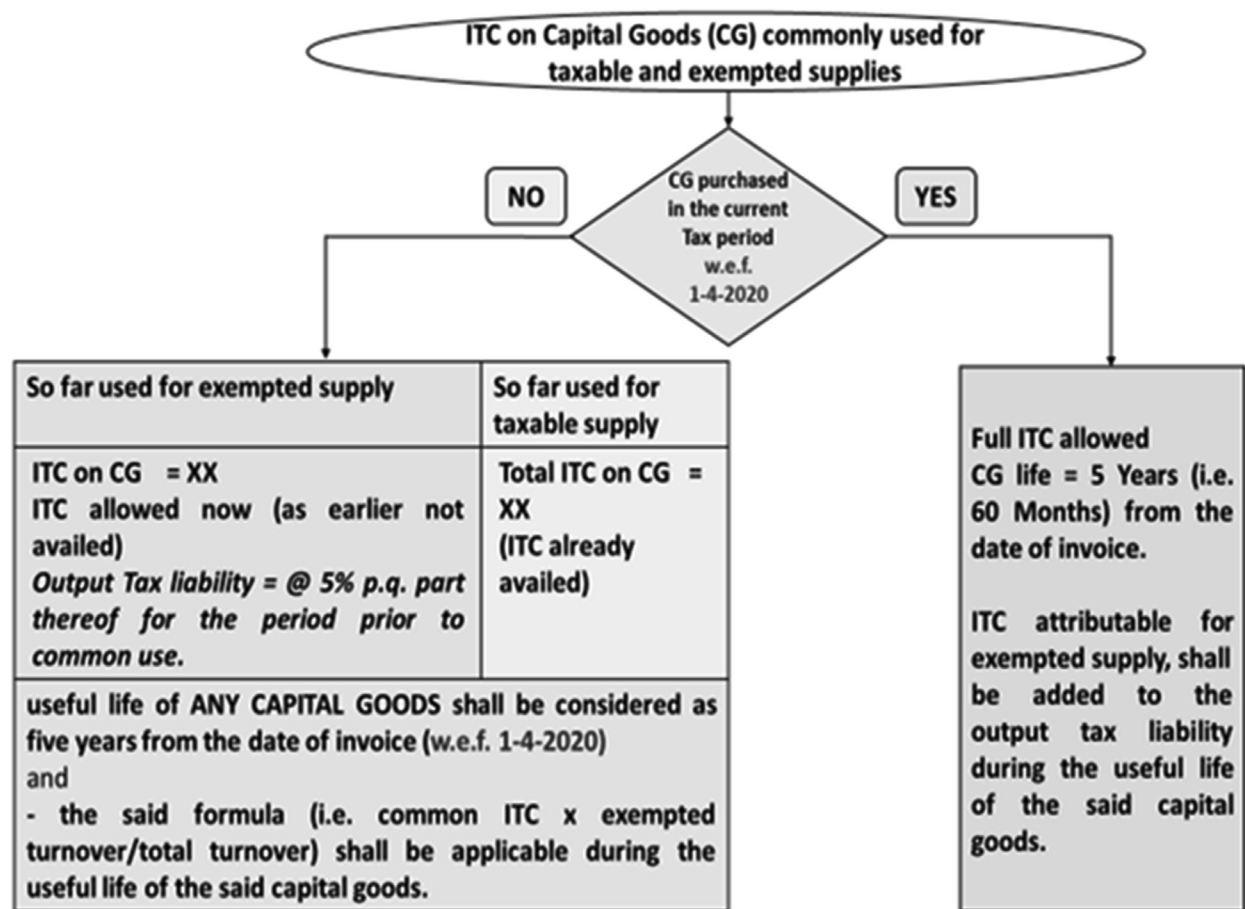 ITC on Capital Goods (CG) commonly used for
taxable and exempted supplies
CG purchased
in the current
Tax period
w.e.f.
1-4-2020
NO
YES
So far used for exempted supply
So far used for
taxable supply
ITC on CG = XX
ITC allowed now (as earlier not
availed)
Output Tax liability = @ 5% p.q. part
thereof for the period prior to
common use.
Total ITC on CG =
XX
(ITC already
availed)
useful life of ANY CAPITAL GOODS shall be considered as
five years from the date of invoice (w.e.f. 1-4-2020)
and
- the said formula (i.e. common ITC x exempted
turnover/total turnover) shall be applicable during the
useful life of the said capital goods.
Full ITC allowed
CG life = 5 Years (i.e.
60 Months) from the
date of invoice.
ITC attributable for
exempted supply, shall
be added to the
output tax liability
during the useful life
of the said capital
goods.